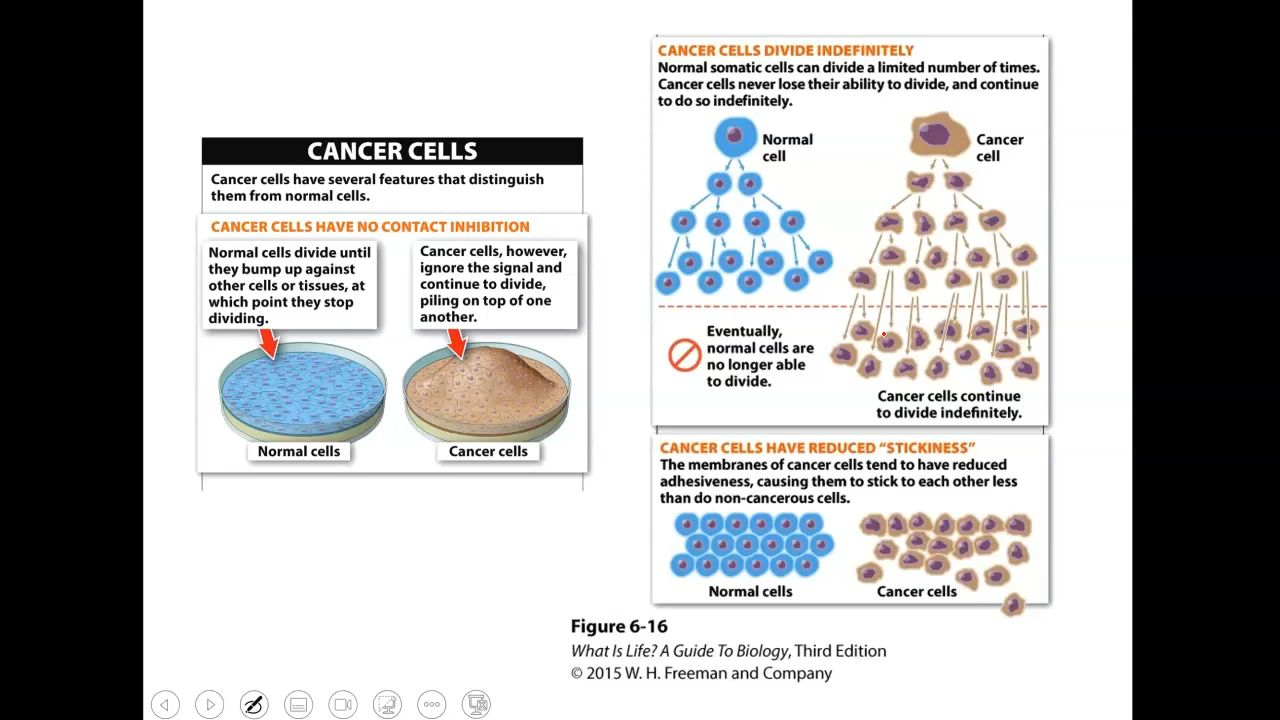 CANCER CELLS
Cancer cells have several features that distinguish
them from normal cells.
CANCER CELLS HAVE NO CONTACT INHIBITION
Normal cells divide until
they bump up against
other cells or tissues, at
which point they stop
dividing.
Cancer cells, however,
ignore the signal and
continue to divide,
piling on top of one
another.
Normal cells
Cancer cells
CANCER CELLS DIVIDE INDEFINITELY
Normal somatic cells can divide a limited number of times.
Cancer cells never lose their ability to divide, and continue
to do so indefinitely.
Normal
cell
Cancer
cell
Eventually,
normal cells are
no longer able
to divide.
Cancer cells continue
to divide indefinitely.
CANCER CELLS HAVE REDUCED “STICKINESS”
The membranes of cancer cells tend to have reduced
adhesiveness, causing them to stick to each other less
than do non-cancerous cells.
Normal cells
Cancer cells
Figure 6-16
What Is Life? A Guide To Biology, Third Edition
© 2015 W. H. Freeman and Company